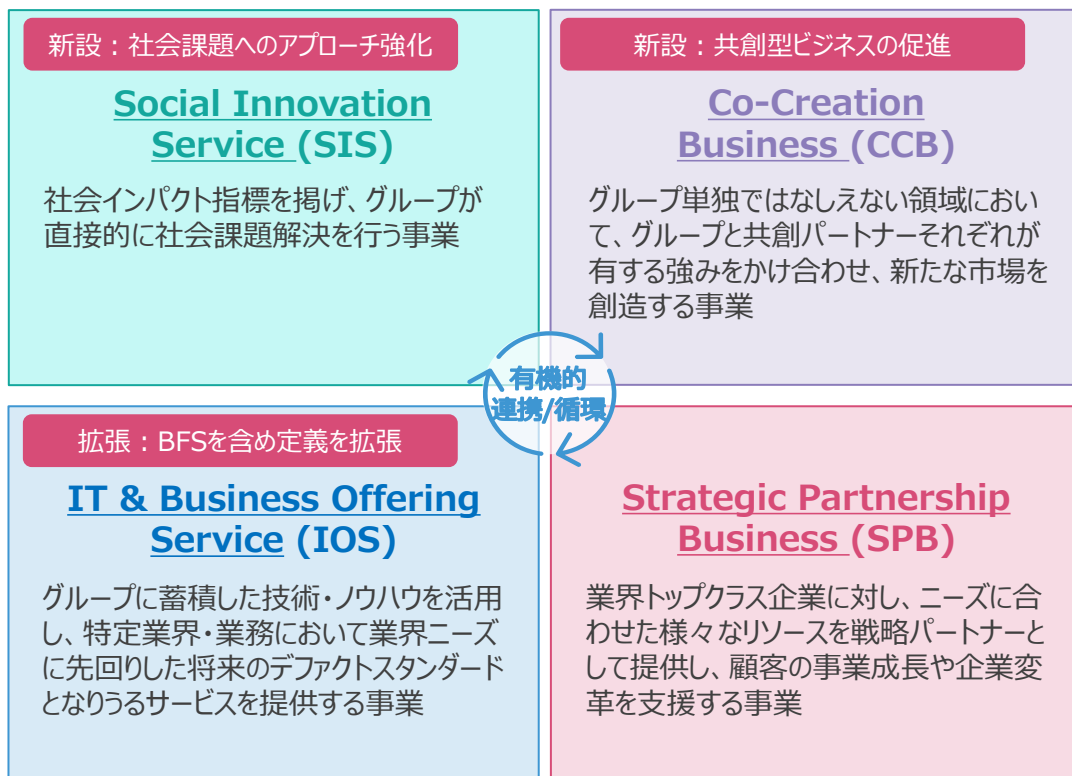 新設：社会課題へのアプローチ強化
Social Innovation
Service (SIS)
社会インパクト指標を掲げ、グループが
直接的に社会課題解決を行う事業
新設：共創型ビジネスの促進
Co-Creation
Business (CCB)
グループ単独ではなしえない領域におい
て、グループと共創パートナーそれぞれが
有する強みをかけ合わせ、新たな市場を
創造する事業
有機的
連携/循環
拡張：BFSを含め定義を拡張
IT & Business Offering
Service (IOS)
グループに蓄積した技術・ノウハウを活用
し、特定業界・業務において業界ニーズ
に先回りした将来のデファクトスタンダード
となりうるサービスを提供する事業
Strategic Partnership
Business (SPB)
業界トップクラス企業に対し、ニーズに合
わせた様々なリソースを戦略パートナーと
して提供し、顧客の事業成長や企業変
革を支援する事業